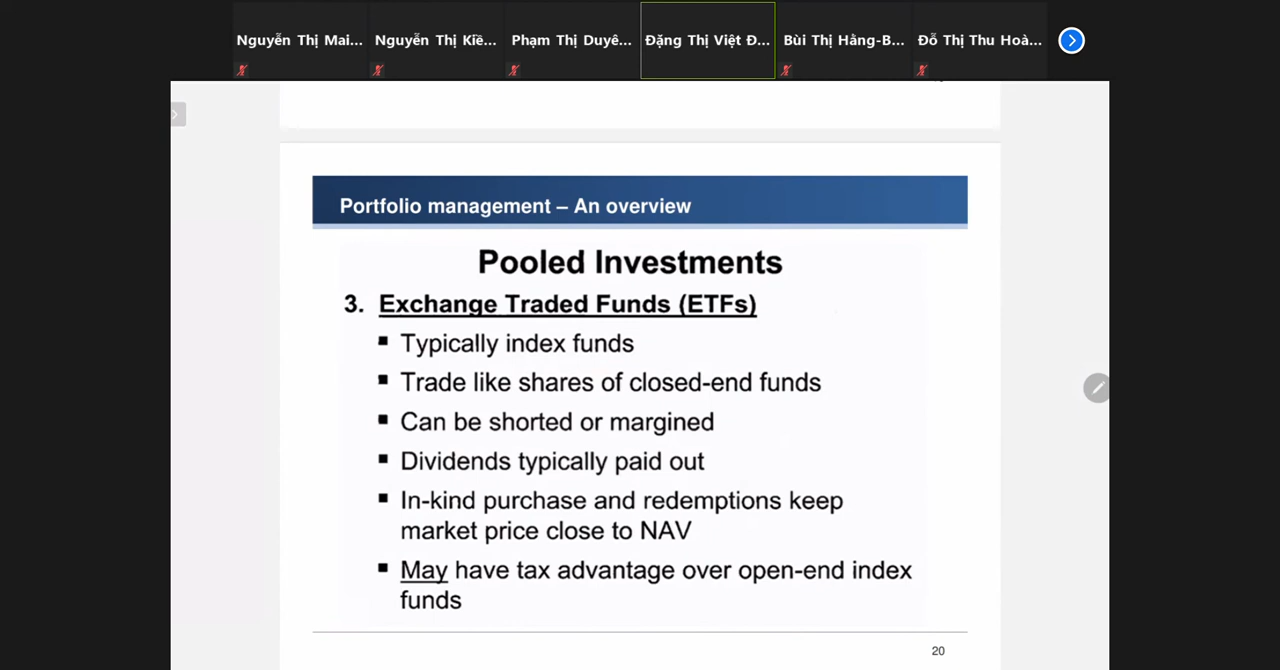 Nguyễn Thị Mai...
Nguyễn Thị Kiề...
Phạm Thị Duyê...
Đặng Thị Việt Đ...
Bùi Thị Hằng-B...
Đỗ Thị Thu Hoà...
Portfolio management – An overview
Pooled Investments
3. Exchange Traded Funds (ETFs)
▪ Typically index funds
▪ Trade like shares of closed-end funds
▪ Can be shorted or margined
▪ Dividends typically paid out
▪ In-kind purchase and redemptions keep
market price close to NAV
▪ May have tax advantage over open-end index
funds
20